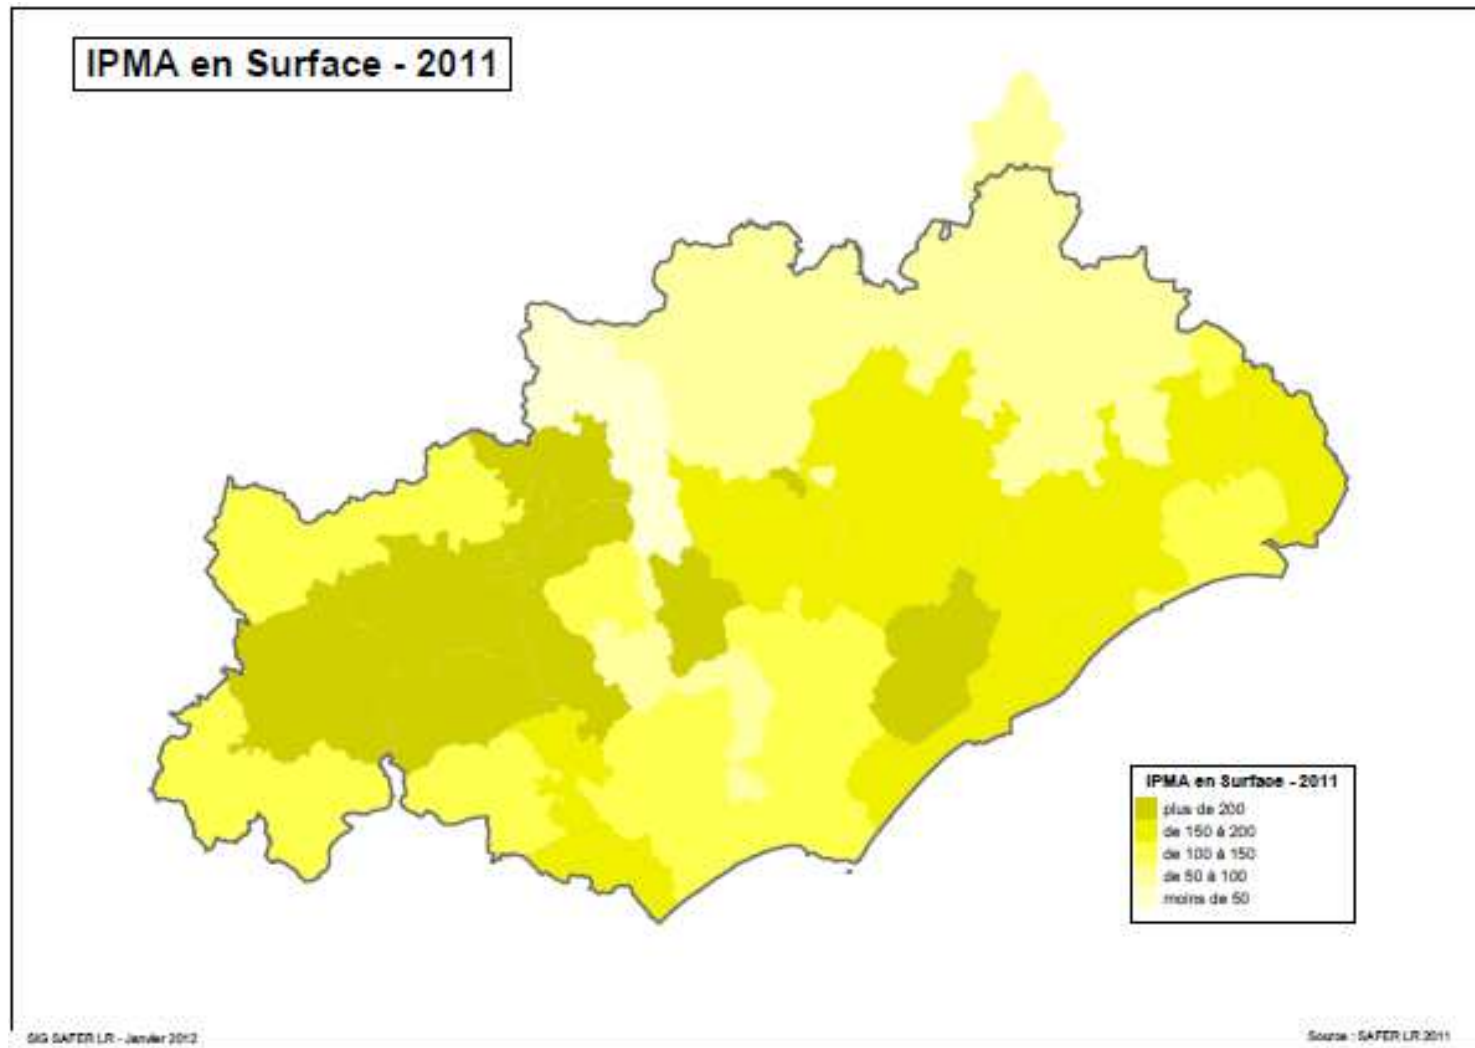 IPMA en Surface - 2011
IPMA en Surface - 2011
plus de 200
de 150 à 200
de 100 à 150
de 50 à 100
moins de 50
SIG SAFER LR - Janvier 2012
Source : SAFER LR 2011